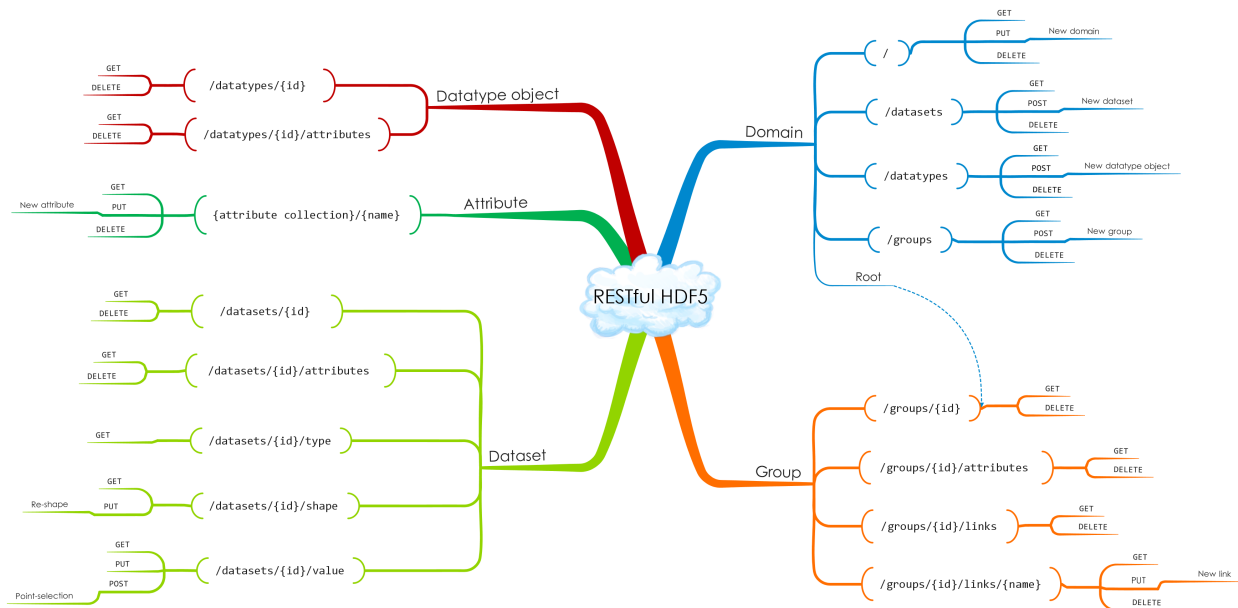 RESTful HDF5
Datatype object
/datatypes/{id}
GET
DELETE
/datatypes/{id}/attributes
GET
DELETE
Attribute
{attribute collection}/{name}
GET
PUT
New attribute
DELETE
Dataset
/datasets/{id}
GET
DELETE
/datasets/{id}/attributes
GET
DELETE
/datasets/{id}/type
GET
/datasets/{id}/shape
GET
PUT
Re-shape
/datasets/{id}/value
GET
PUT
POST
Point-selection
Domain
/
GET
PUT
New domain
DELETE
/datasets
GET
POST
New dataset
DELETE
/datatypes
GET
POST
New datatype object
DELETE
/groups
GET
POST
New group
DELETE
Root
Group
/groups/{id}
GET
DELETE
/groups/{id}/attributes
GET
DELETE
/groups/{id}/links
GET
DELETE
/groups/{id}/links/{name}
GET
PUT
New link
DELETE